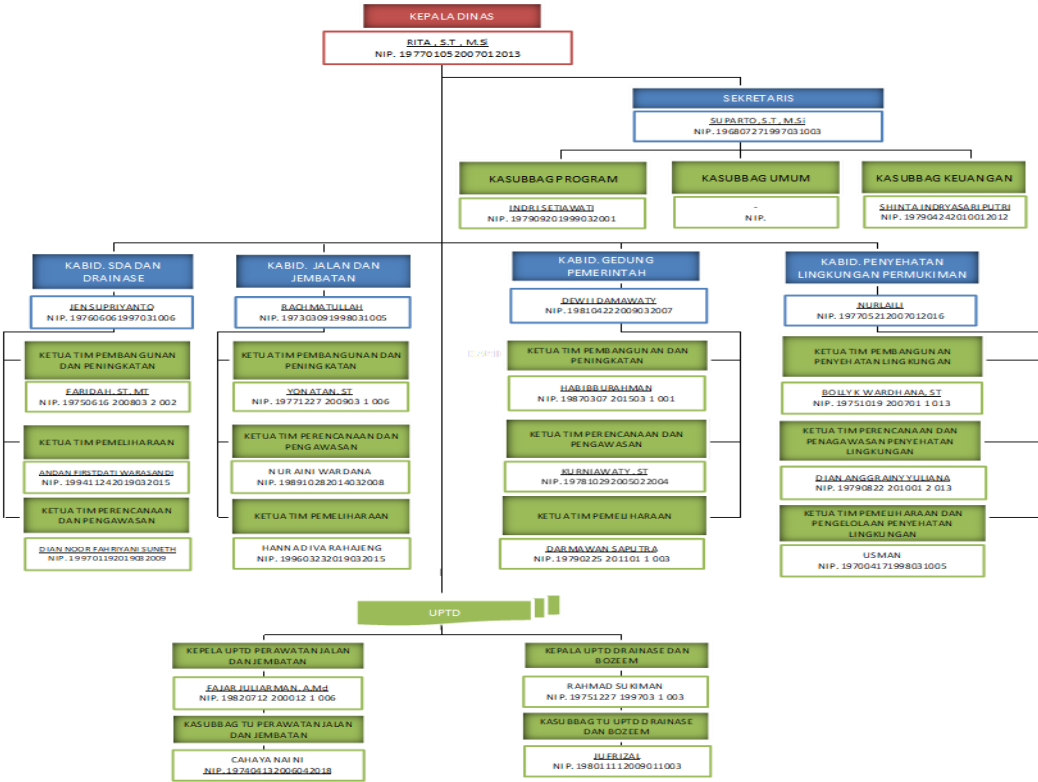 KEPALA DINAS
RITA , S.T , M.Si
NIP. 197701052007012013
SEKRETARIS
SUPARTO, S.T , M.Si
NIP. 196807271997031003
KASUBBAG PROGRAM
INDRI SETIAWATI
NIP. 197909201999032001
KASUBBAG UMUM
-
NIP.
KASUBBAG KEUANGAN
SHINTA INDRYASARI PUTRI
NIP. 197904242010012012
KABID. SDA DAN
DRAINASE
JEN SUPRIYANTO
NIP. 197606061997031006
KETUA TIM PEMBANGUNAN
DAN PENINGKATAN
FARIDAH, ST, MT
NIP. 19750616 200803 2 002
KETUA TIM PEMELIHARAAN
ANDAN FIRSTDATI WARASANDI
NIP. 199411242019032015
KETUA TIM PERENCANAAN
DAN PENGAWASAN
DIAN NOOR FAHRIYANI SUNETH
NIP. 199701192019032009
KABID. JALAN DAN
JEMBATAN
RACHMATULLAH
NIP. 197303091998031005
KETUA TIM PEMBANGUNAN DAN
PENINGKATAN
YONATAN, ST
NIP. 19771227 200903 1 006
KETUA TIM PERENCANAAN DAN
PENGAWASAN
NUR AINI WARDANA
NIP. 198910282014032008
KETUA TIM PEMELIHARAAN
HANNA DIVA RAHAJENG
NIP. 199603232019032015
KABID. GEDUNG
PEMERINTAH
DEWI I DAMAWATY
NIP. 198104222009032007
KETUA TIM PEMBANGUNAN DAN
PENINGKATAN
HABIBBURAHMAN
NIP. 19870307 201503 1 001
KETUA TIM PERENCANAAN DAN
PENGAWASAN
KURNIAWATY, ST
NIP. 197810292005022004
KETUA TIM PEMELIHARAAN
DARMAWAN SAPUTRA
NIP. 19790225 201101 1 003
KABID. PENYEHATAN
LINGKUNGAN PERMUKIMAN
NURLAILI
NIP. 197705212007012016
KETUA TIM PEMBANGUNAN
PENYEHATAN LINGKUNGAN
BOLLY K WARDHANA, ST
NIP. 19751019 200701 1 013
KETUA TIM PERENCANAAN DAN
PENAGAWASAN PENYEHATAN
LINGKUNGAN
DIAN ANGGRAINY YULIANA
NIP. 19790822 201001 2 013
KETUA TIM PEMELIHARAAN DAN
PENGELOLAAN PENYEHATAN
LINGKUNGAN
USMAN
NIP. 197004171998031005
UPTD
KEPELA UPTD PERAWATAN JALAN
DAN JEMBATAN
FAJAR JULIARMAN, A.Md
NIP. 19820712 200012 1 006
KASUBBAG TU PERAWATAN JALAN
DAN JEMBATAN
CAHAYA NAINI
NIP. 197404132006042018
KEPALA UPTD DRAINASE DAN
BOZEEM
RAHMAD SUKIMAN
NIP. 19751227 199703 1 003
KASUBBAG TU UPTD DRAINASE
DAN BOZEEM
JUFRIZAL
NIP. 198011112009011003